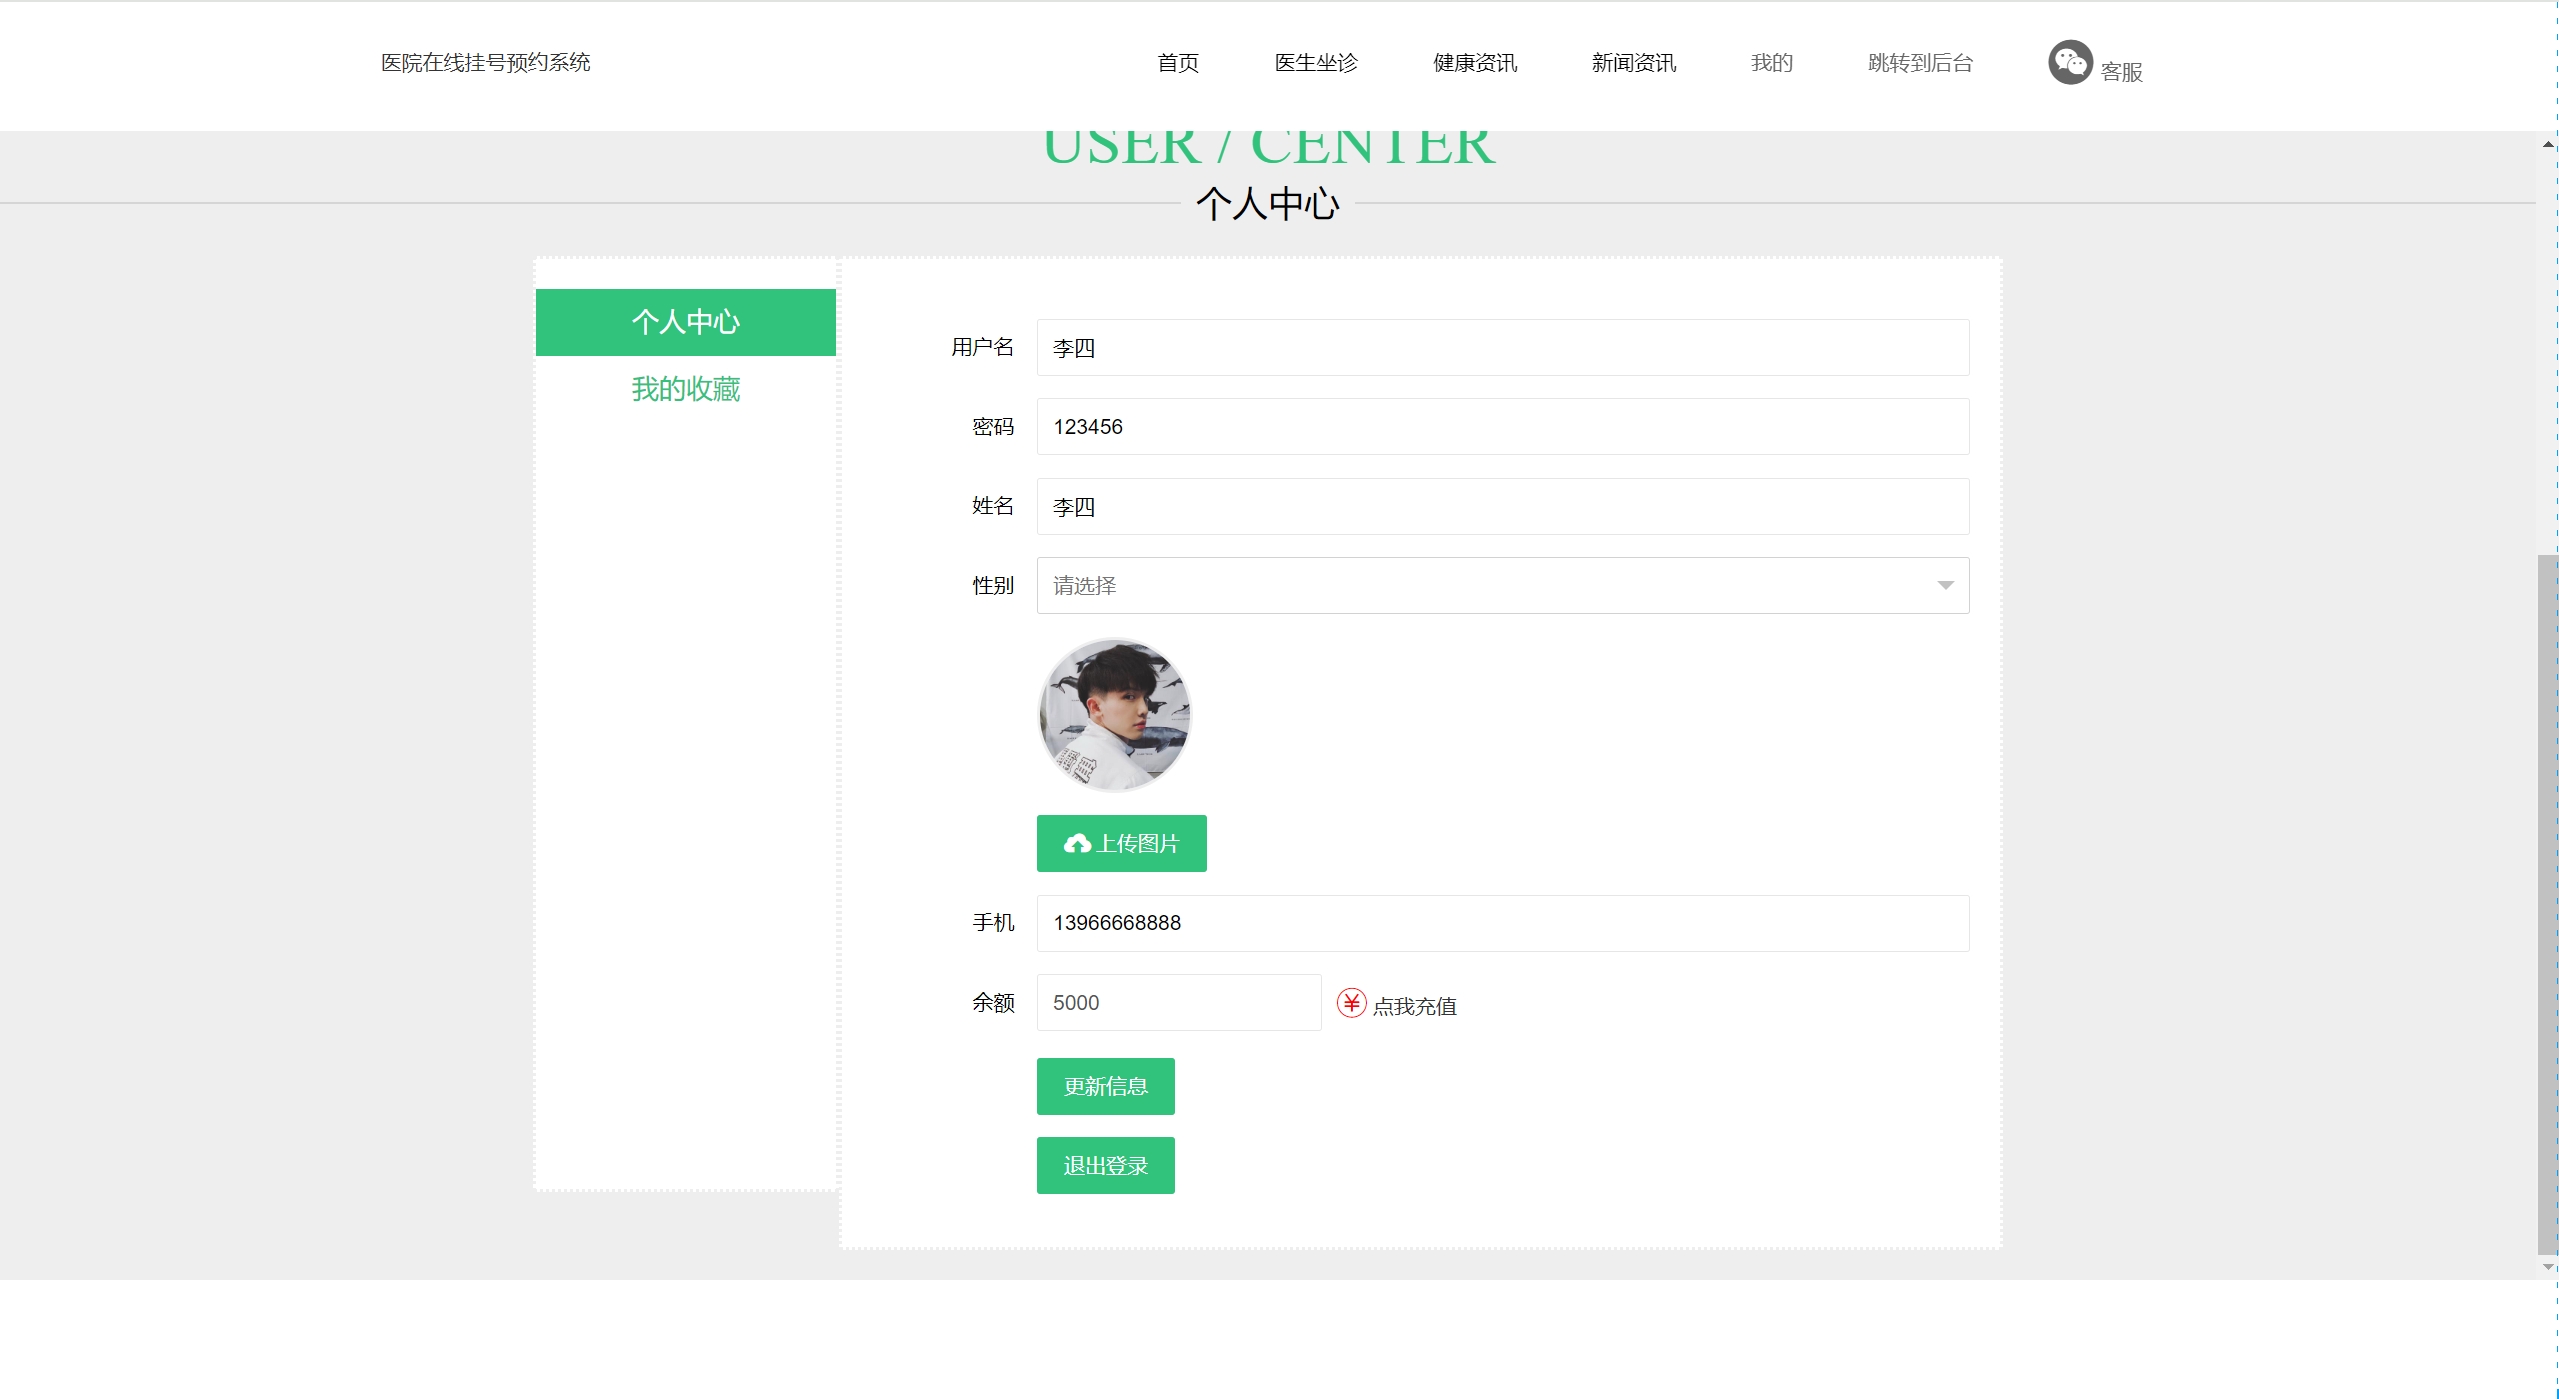 医院在线挂号预约系统
首页
医生坐诊
健康资讯
新闻资讯
我的
跳转到后台
客服
USER / CENTER
个人中心
个人中心
我的收藏
用户名
李四
密码
123456
姓名
李四
性别
请选择
上传图片
手机
13966668888
余额
5000
点我充值
更新信息
退出登录